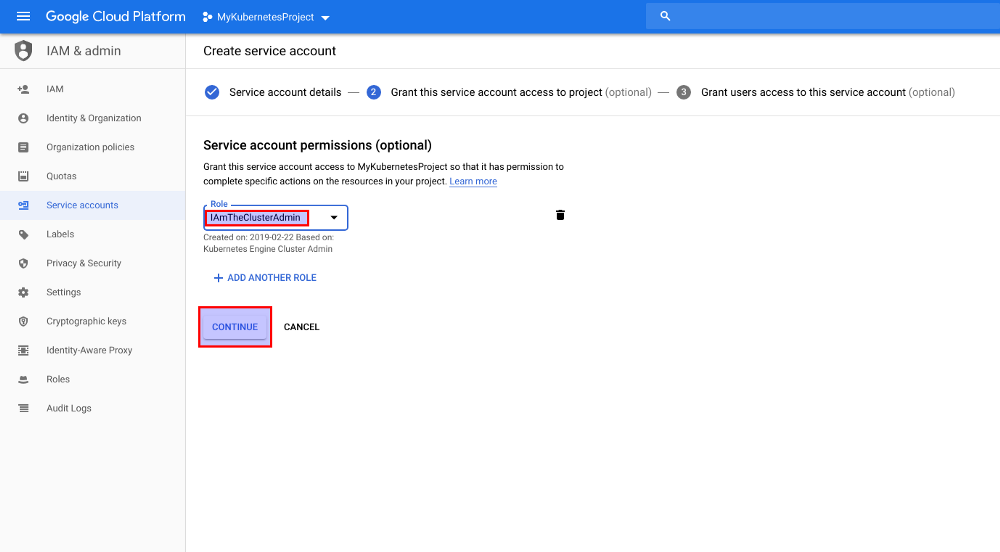 Google Cloud Platform MyKubernetesProject
IAM & admin
Create service account
Service account details — 2 Grant this service account access to project (optional) — 3 Grant users access to this service account (optional)
IAM
Identity & Organization
Organization policies
Quotas
Service accounts
Labels
Privacy & Security
Settings
Cryptographic keys
Identity-Aware Proxy
Roles
Audit Logs
Service account permissions (optional)
Grant this service account access to MyKubernetesProject so that it has permission to
complete specific actions on the resources in your project. Learn more
Role
IAmTheClusterAdmin
Created on: 2019-02-22 Based on:
Kubernetes Engine Cluster Admin
+ ADD ANOTHER ROLE
CONTINUE CANCEL